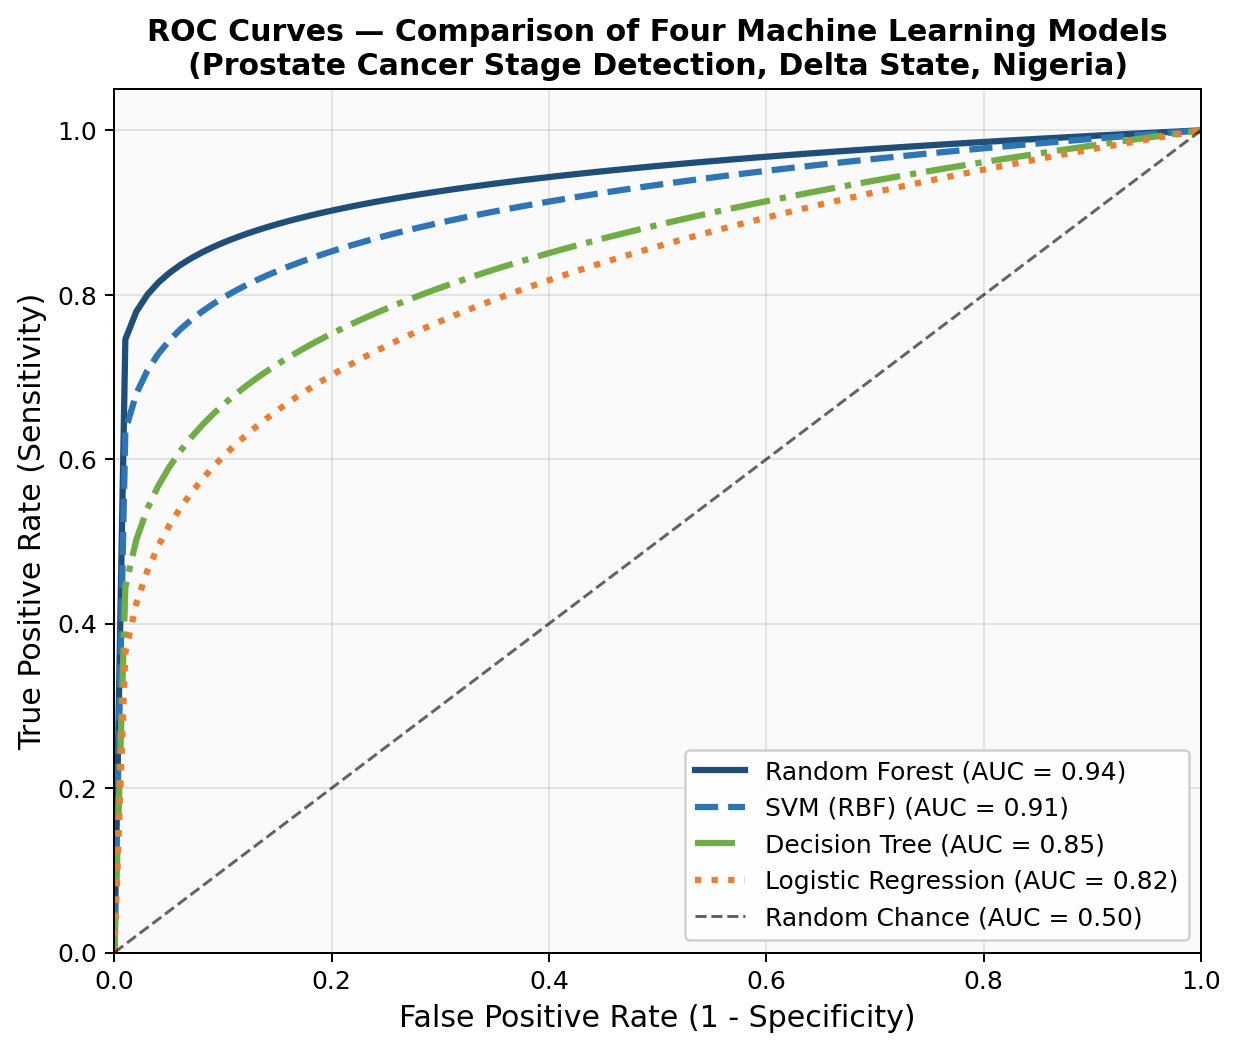 ROC Curves — Comparison of Four Machine Learning Models
(Prostate Cancer Stage Detection, Delta State, Nigeria)
True Positive Rate (Sensitivity)
1.0
0.8
0.6
0.4
0.2
0.0
Random Forest (AUC = 0.94)
SVM (RBF) (AUC = 0.91)
Decision Tree (AUC = 0.85)
Logistic Regression (AUC = 0.82)
Random Chance (AUC = 0.50)
0.0 0.2 0.4 0.6 0.8 1.0
False Positive Rate (1 - Specificity)